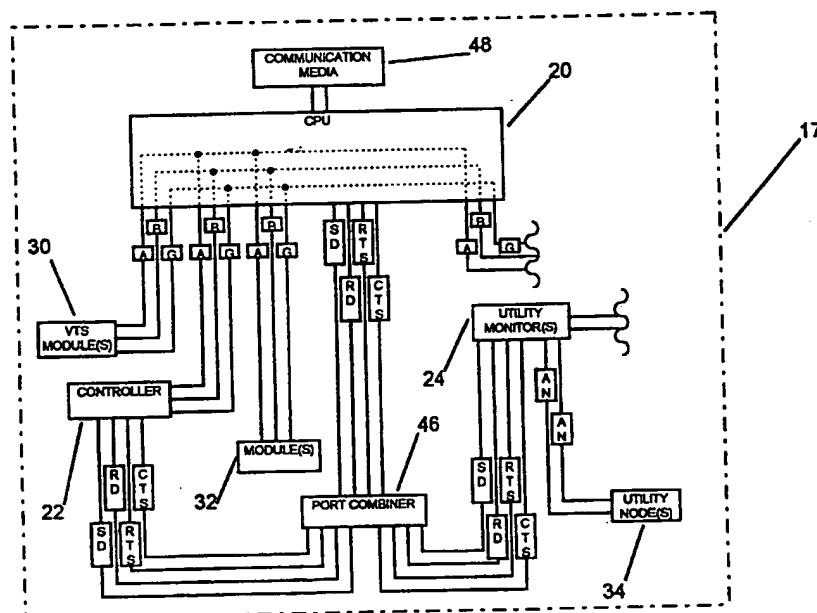 COMMUNICATION
MEDIA
48
CPU
20
17
A
B
G
A
B
G
A
B
G
SD
RD
RTS
CTS
A
B
G
30
VTS
MODULE(S)
UTILITY
MONITOR(S)
24
CONTROLLER
22
MODULE(S)
32
46
PORT COMBINER
SD
RD
RTS
CTS
SD
RD
RTS
CTS
AN
AN
UTILITY
NODE(S)
34